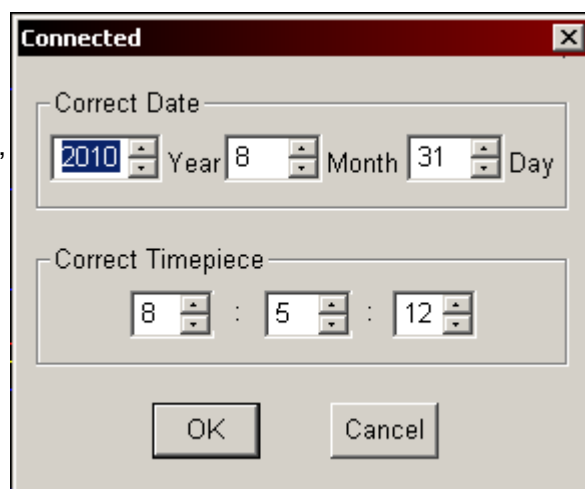 Connected
Correct Date
,
2010 Year 8 Month 31 Day
Correct Timepiece
8 : 5 : 12
OK Cancel